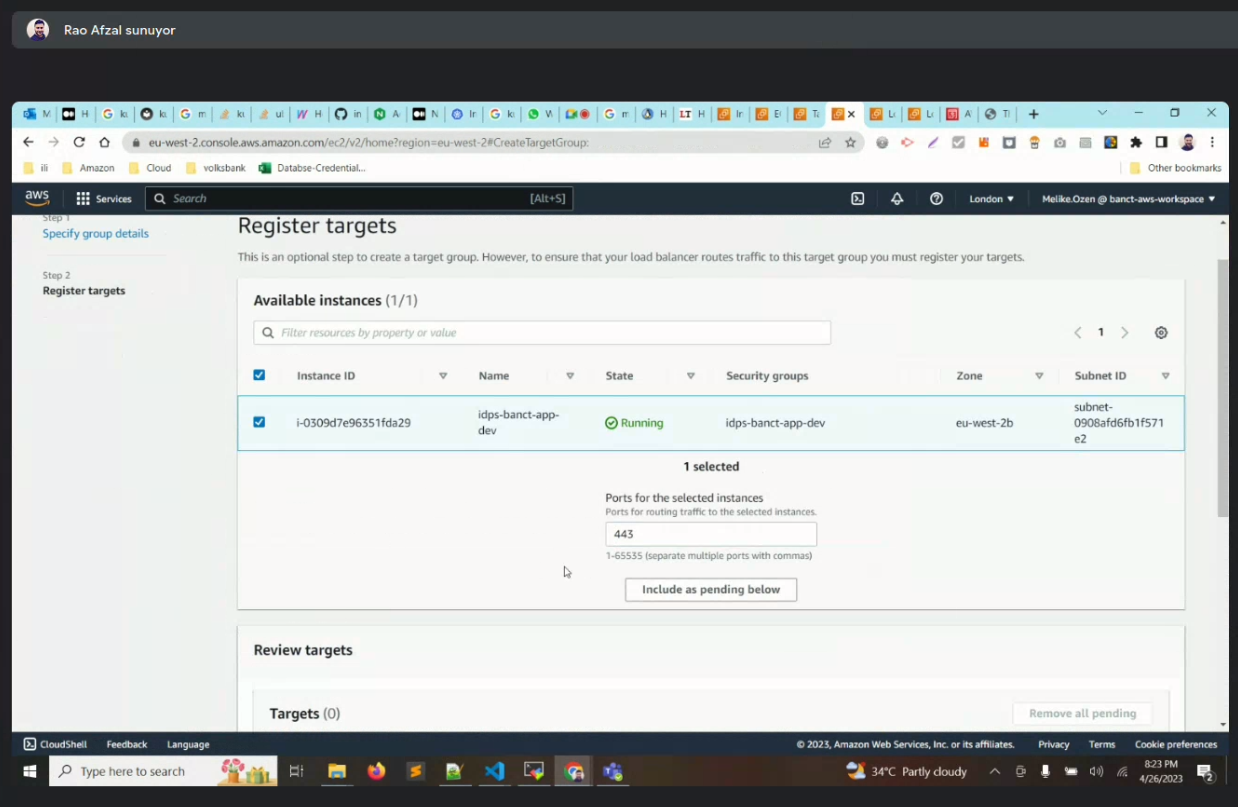 Rao Afzal sunuyor
eu-west-2.console.aws.amazon.com/ec2/v2/home?region=eu-west-2#CreateTargetGroup:
ili Amazon Cloud volksbank Databse-Credential... Other bookmarks
aws Services Search [Alt+S] London Melike.Ozen @ banct-aws-workspace
Step 1
Specify group details
Step 2
Register targets
Register targets
This is an optional step to create a target group. However, to ensure that your load balancer routes traffic to this target group you must register your targets.
Available instances (1/1)
Filter resources by property or value
1
Instance ID Name State Security groups Zone Subnet ID
i-0309d7e96351fda29 idps-banct-app-dev Running idps-banct-app-dev eu-west-2b subnet-0908afd6fb1f571e2
1 selected
Ports for the selected instances
Ports for routing traffic to the selected instances.
443
1-65535 (separate multiple ports with commas)
Include as pending below
Review targets
Targets (0) Remove all pending
CloudShell Feedback Language © 2023, Amazon Web Services, Inc. or its affiliates. Privacy Terms Cookie preferences
Type here to search 34°C Partly cloudy 8:23 PM
4/26/2023 2